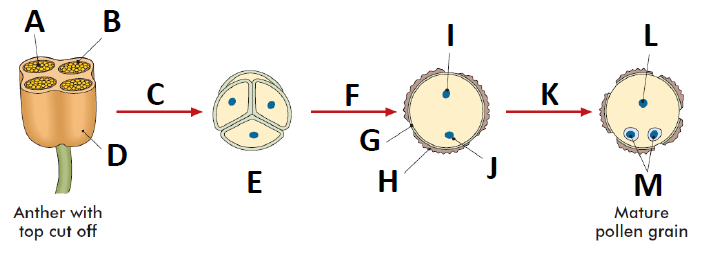 A
B
C
D
E
F
G
H
I
J
K
L
M
Anther with
top cut off
Mature
pollen grain